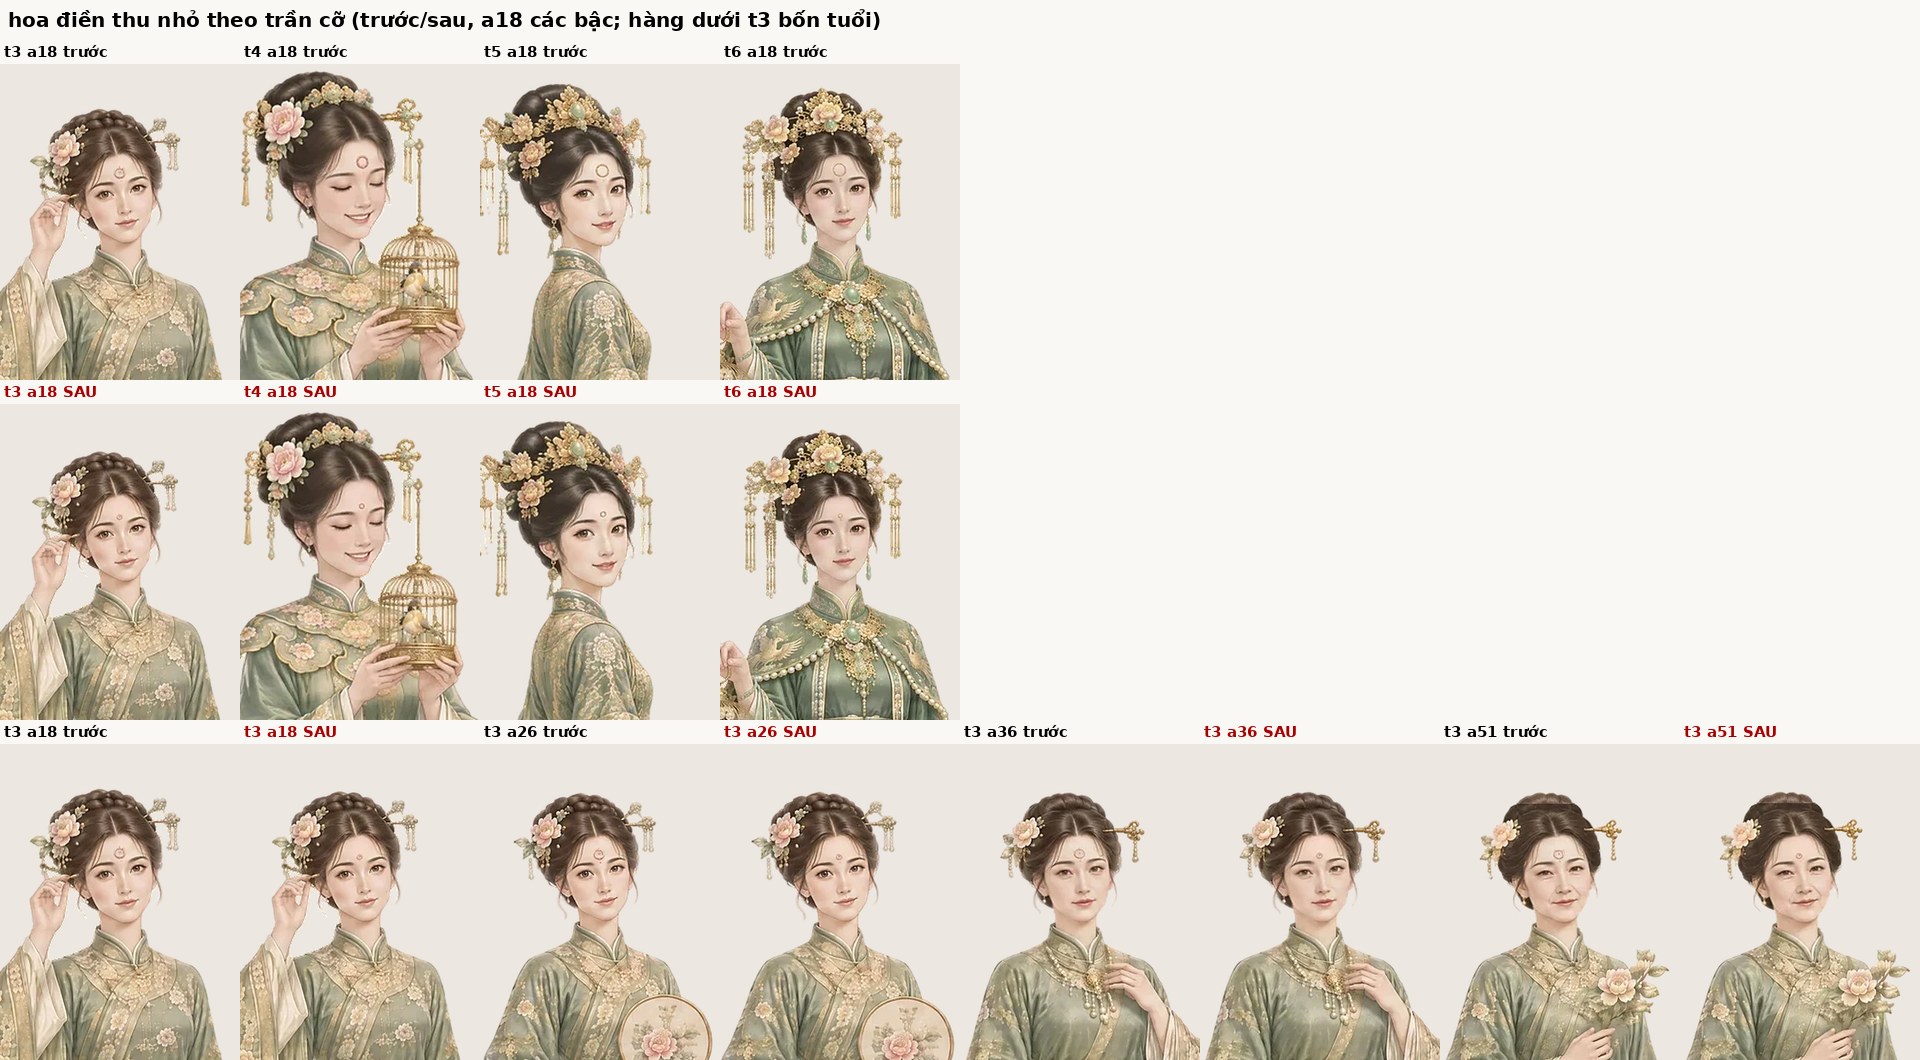 hoa điền thu nhỏ theo trần cỡ (trước/sau, a18 các bậc; hàng dưới t3 bốn tuổi)
t3 a18 trước
t4 a18 trước
t5 a18 trước
t6 a18 trước
t3 a18 SAU
t4 a18 SAU
t5 a18 SAU
t6 a18 SAU
t3 a18 trước
t3 a18 SAU
t3 a26 trước
t3 a26 SAU
t3 a36 trước
t3 a36 SAU
t3 a51 trước
t3 a51 SAU